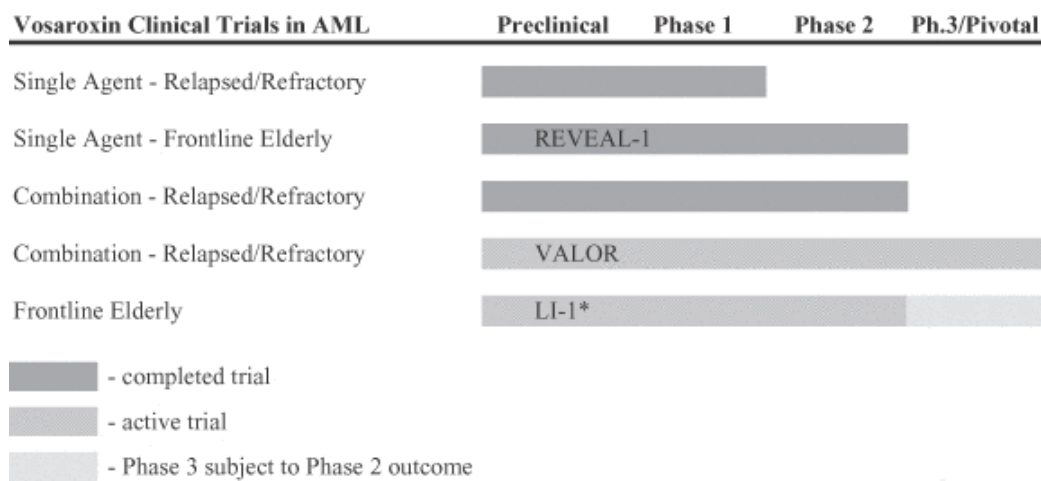 Vosaroxin Clinical Trials in AML Preclinical Phase 1 Phase 2 Ph.3/Pivotal
Single Agent - Relapsed/Refractory
Single Agent - Frontline Elderly REVEAL-1
Combination - Relapsed/Refractory
Combination - Relapsed/Refractory VALOR
Frontline Elderly LI-1*
- completed trial
- active trial
- Phase 3 subject to Phase 2 outcome